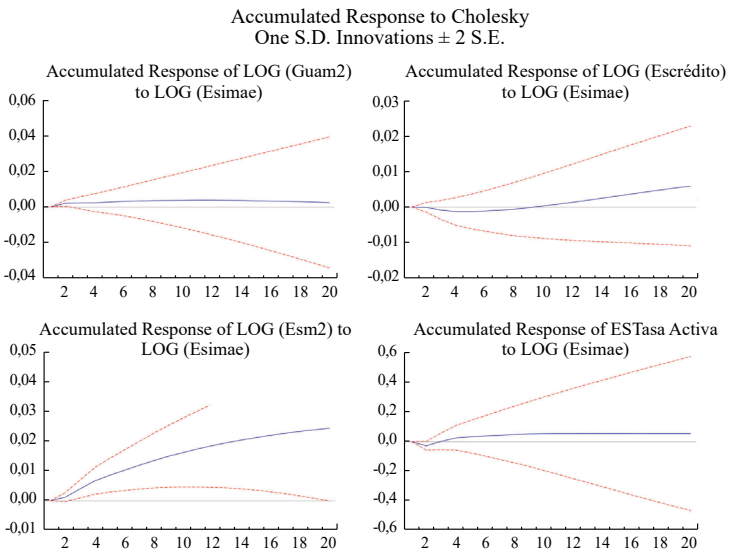 Accumulated Response to Cholesky
One S.D. Innovations ± 2 S.E.
Accumulated Response of LOG (Guam2)
to LOG (Esimae)
0,06
0,04
0,02
0,00
-0,02
-0,04
2 4 6 8 10 12 14 16 18 20
Accumulated Response of LOG (Escrédito)
to LOG (Esimae)
0,03
0,02
0,01
0,00
-0,01
-0,02
2 4 6 8 10 12 14 16 18 20
Accumulated Response of LOG (Esm2) to
LOG (Esimae)
0,05
0,04
0,03
0,02
0,01
0,00
-0,01
2 4 6 8 10 12 14 16 18 20
Accumulated Response of ESTasa Activa
to LOG (Esimae)
0,6
0,4
0,2
0,0
-0,2
-0,4
-0,6
2 4 6 8 10 12 14 16 18 20